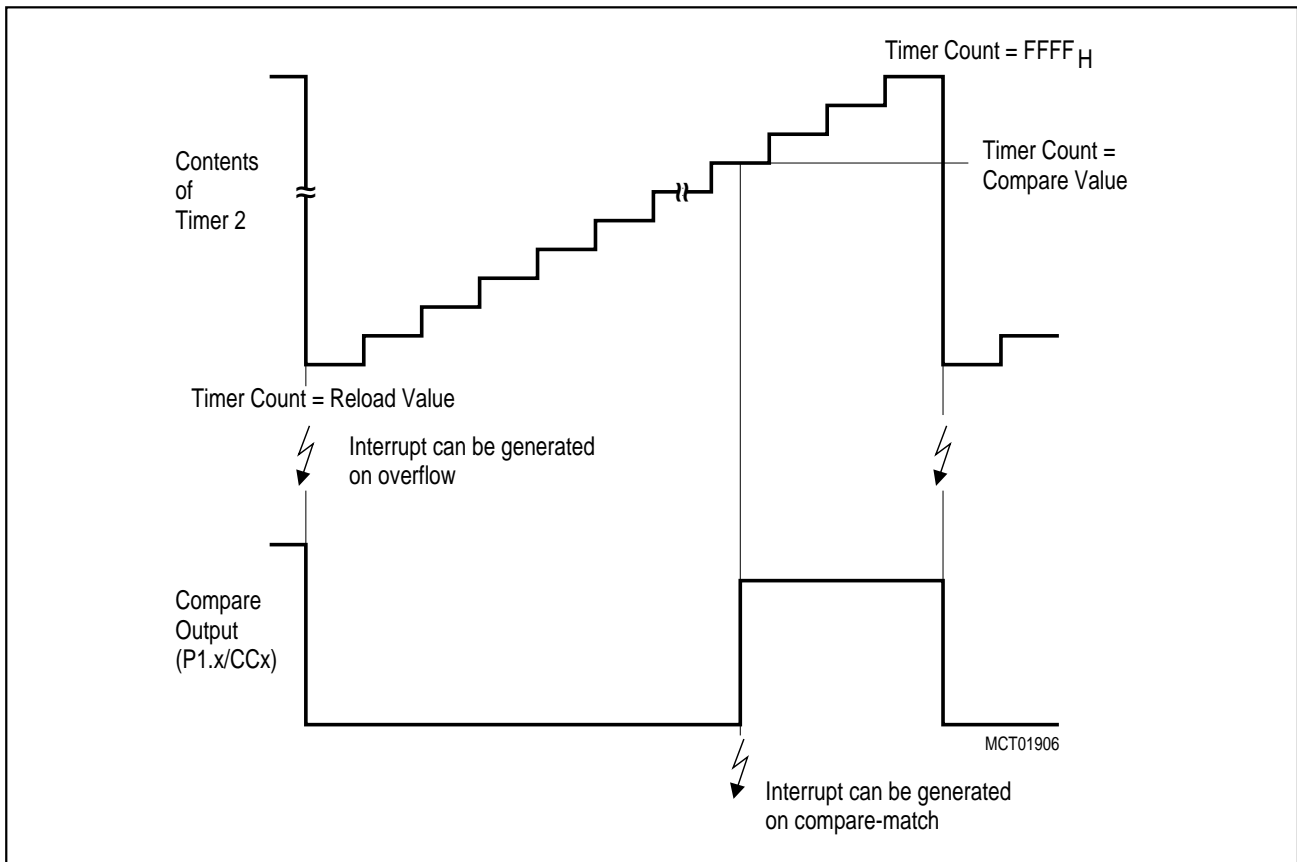 Timer Count = FFFF H
Contents
of
Timer 2
Timer Count =
Compare Value
Timer Count = Reload Value
Interrupt can be generated
on overflow
Compare
Output
(P1.x/CCx)
MCT01906
Interrupt can be generated
on compare-match